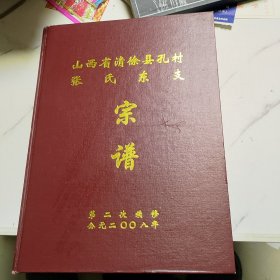 山西省清徐县孔村
张氏东支
宗谱
第二次续修
公元二〇〇八年